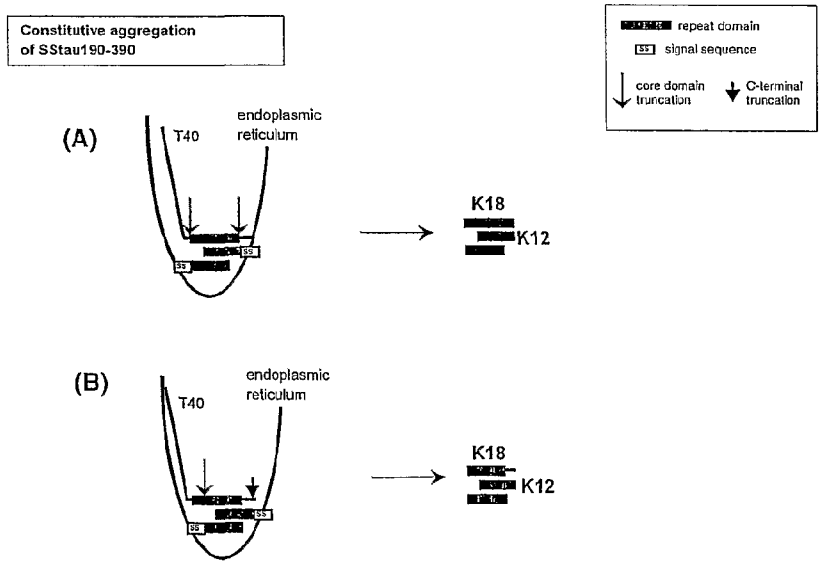 Constitutive aggregation
of SStau190-390
repeat domain
SS signal sequence
core domain
truncation
C-terminal
truncation
(A)
T40
endoplasmic
reticulum
SS
SS
K18
K12
(B)
T40
endoplasmic
reticulum
SS
SS
K18
K12